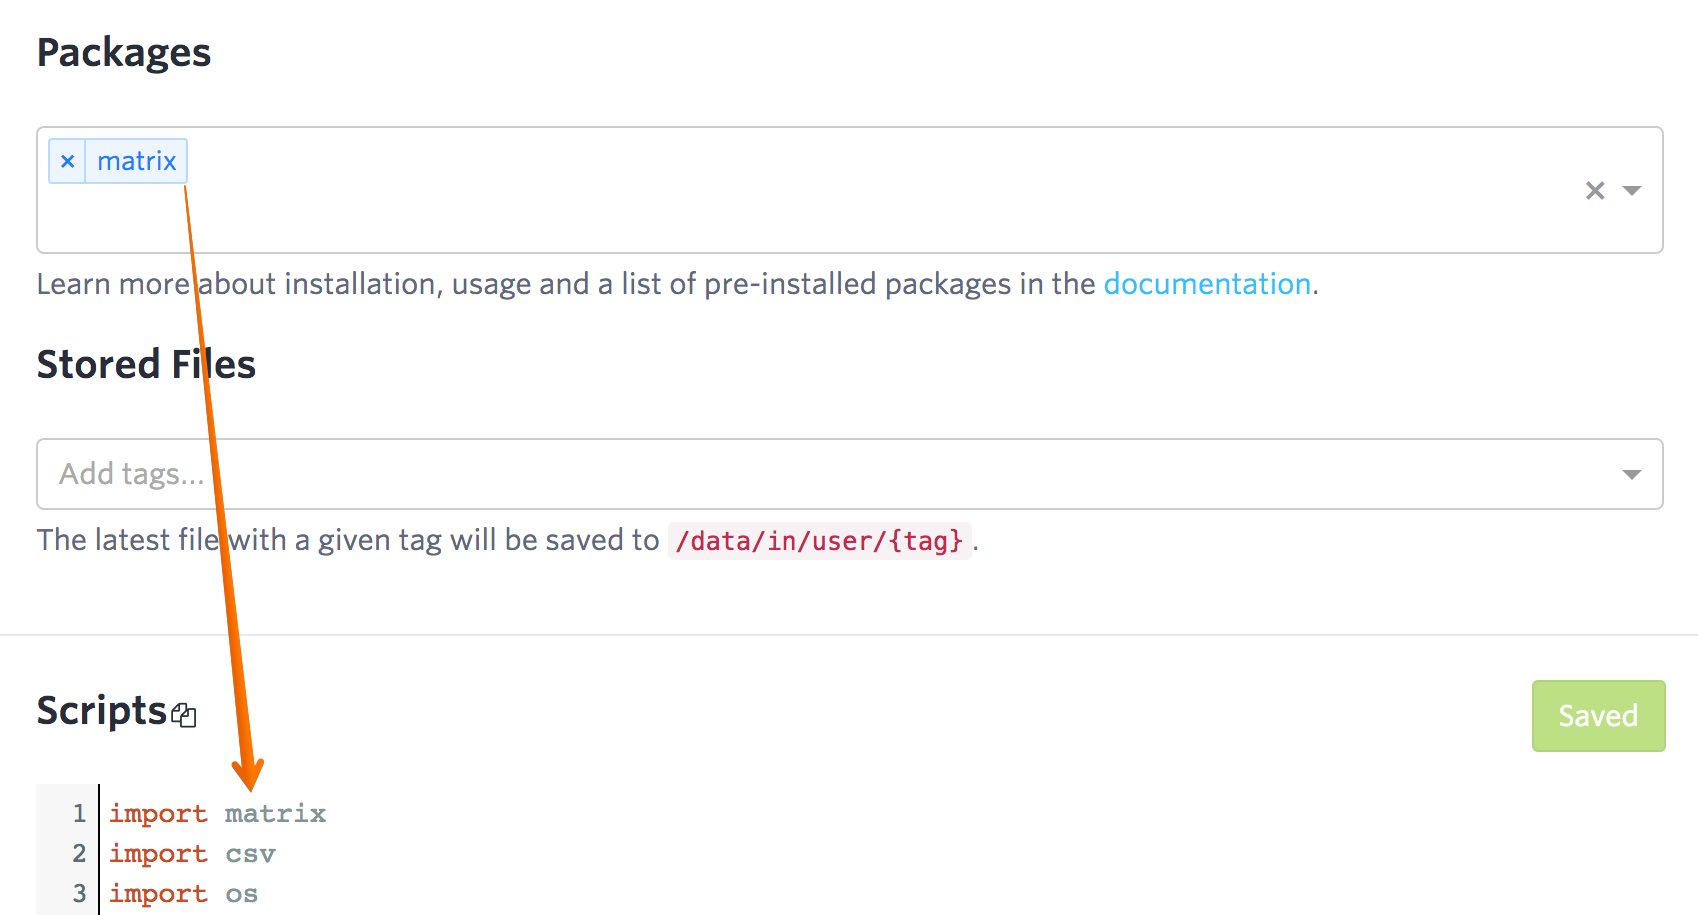 Packages
× matrix
Learn more about installation, usage and a list of pre-installed packages in the documentation.
Stored Files
Add tags...
The latest file with a given tag will be saved to /data/in/user/{tag}.
Scripts
Saved
1 import matrix
2 import csv
3 import os